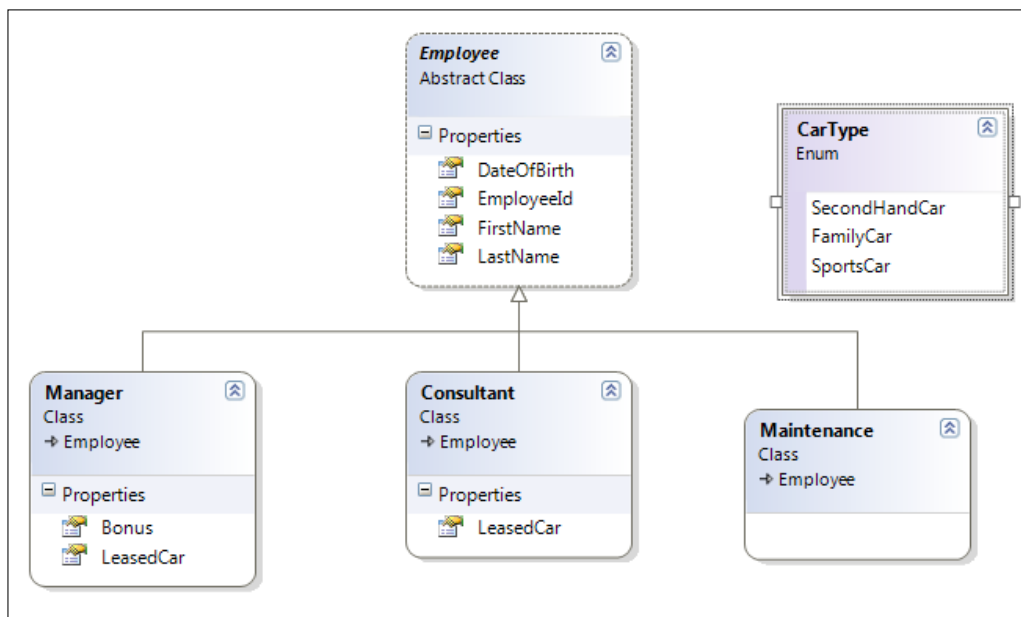 Employee
Abstract Class
Properties
DateOfBirth
EmployeeId
FirstName
LastName
CarType
Enum
SecondHandCar
FamilyCar
SportsCar
Manager
Class
Employee
Properties
Bonus
LeasedCar
Consultant
Class
Employee
Properties
LeasedCar
Maintenance
Class
Employee